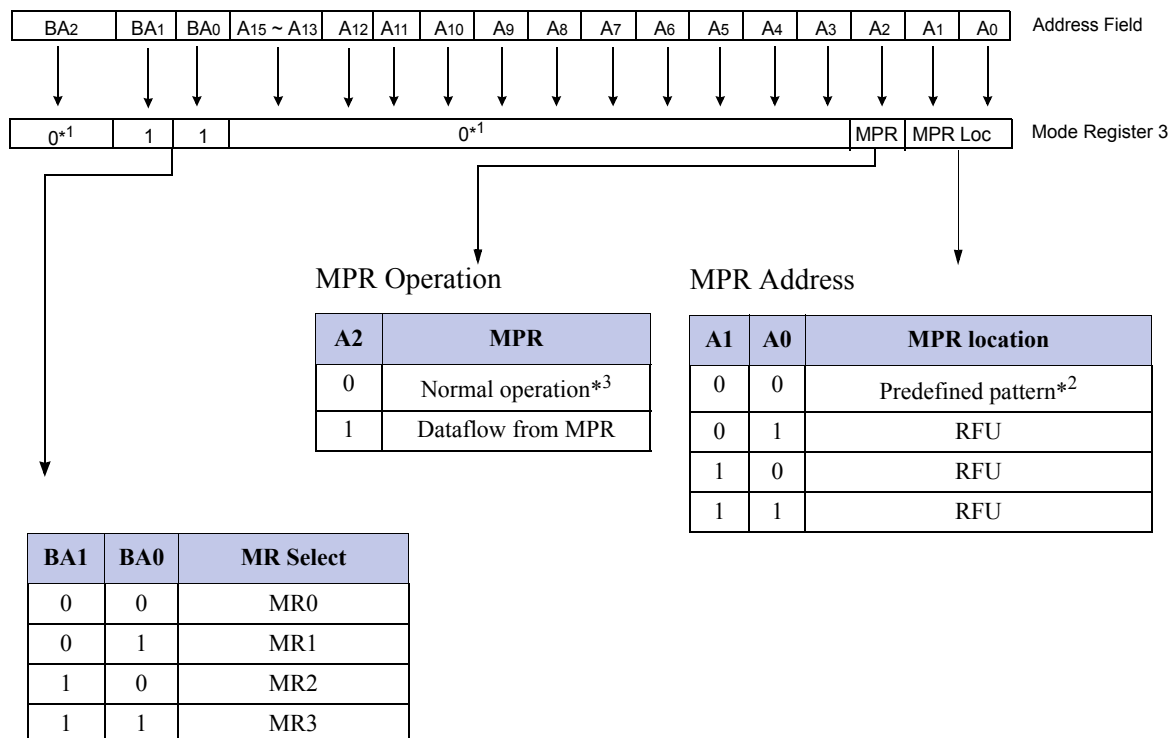 BA2 BA1 BA0 A15 ~ A13 A12 A11 A10 A9 A8 A7 A6 A5 A4 A3 A2 A1 A0 Address Field
0*1 1 1 0*1 MPR MPR Loc Mode Register 3
MPR Operation
A2 MPR
0 Normal operation*3
1 Dataflow from MPR
MPR Address
A1 A0 MPR location
0 0 Predefined pattern*2
0 1 RFU
1 0 RFU
1 1 RFU
BA1 BA0 MR Select
0 0 MR0
0 1 MR1
1 0 MR2
1 1 MR3